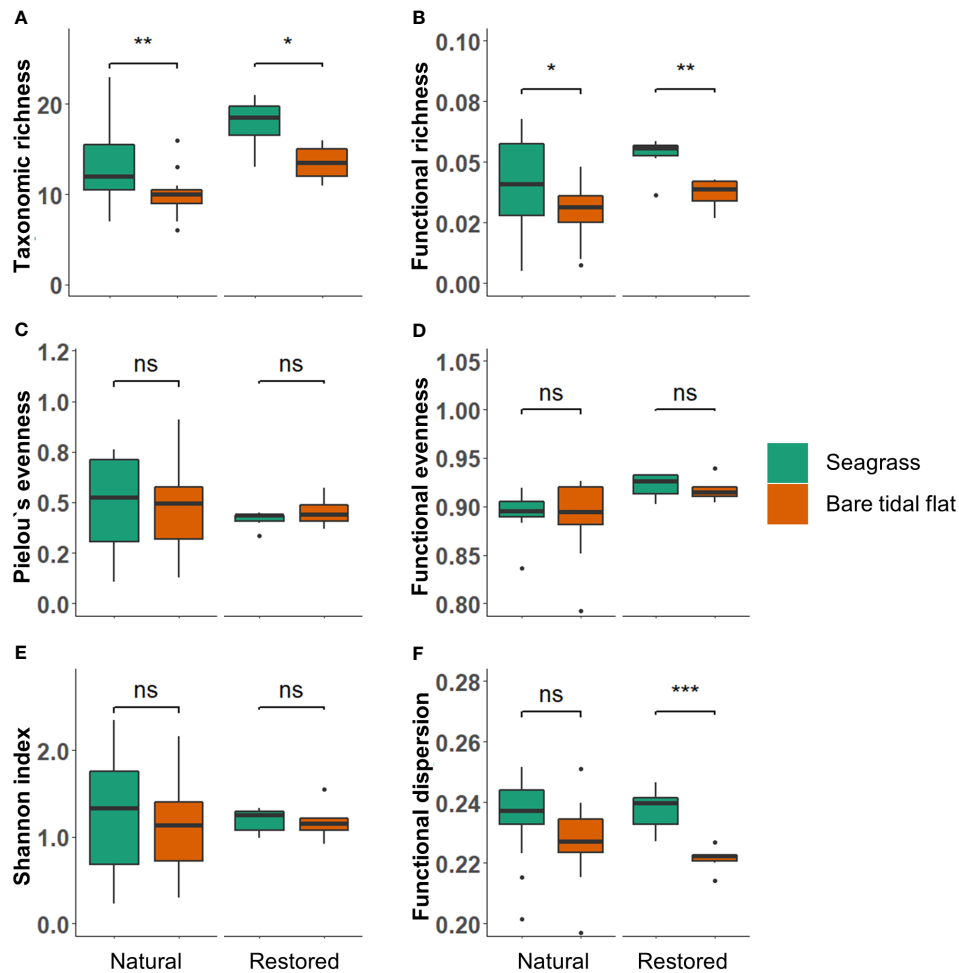 A
Taxonomic richness
20
10
0
**
*
B
Functional richness
0.10
0.08
0.05
0.02
0.00
*
**
C
Pielou`s evenness
1.2
1.0
0.8
0.5
0.2
0.0
ns
ns
D
Functional evenness
1.05
1.00
0.95
0.90
0.85
0.80
ns
ns
Seagrass
Bare tidal flat
E
Shannon index
2.0
1.0
0.0
ns
ns
Natural
Restored
F
Functional dispersion
0.28
0.26
0.24
0.22
0.20
ns
***
Natural
Restored